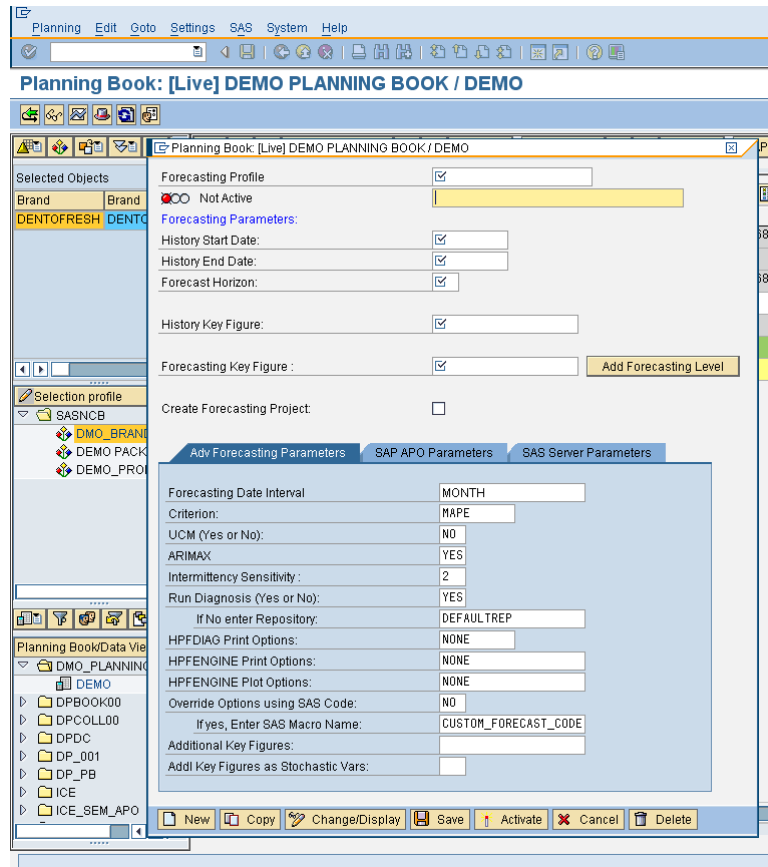 Planning Edit Goto Settings SAS System Help
Planning Book: [Live] DEMO PLANNING BOOK / DEMO
Planning Book: [Live] DEMO PLANNING BOOK / DEMO
Selected Objects
Brand Brand
DENTOFRESH DENTO
Selection profile
SASNCB
DMO_BRAND
DEMO PACK
DEMO_PRO
Planning Book/Data Vie
DMO_PLANNING
DEMO
DPBOOK00
DPCOLL00
DPDC
DP_001
DP_PB
ICE
ICE_SEM_APO
Forecasting Profile
Not Active
Forecasting Parameters:
History Start Date:
History End Date:
Forecast Horizon:
History Key Figure:
Forecasting Key Figure : Add Forecasting Level
Create Forecasting Project:
Adv Forecasting Parameters SAP APO Parameters SAS Server Parameters
Forecasting Date Interval MONTH
Criterion: MAPE
UCM (Yes or No): NO
ARIMAX YES
Intermittency Sensitivity : 2
Run Diagnosis (Yes or No): YES
If No enter Repository: DEFAULTREP
HPFDIAG Print Options: NONE
HPFENGINE Print Options: NONE
HPFENGINE Plot Options: NONE
Override Options using SAS Code: NO
If yes, Enter SAS Macro Name: CUSTOM_FORECAST_CODE
Additional Key Figures:
Addl Key Figures as Stochastic Vars:
New Copy Change/Display Save Activate Cancel Delete